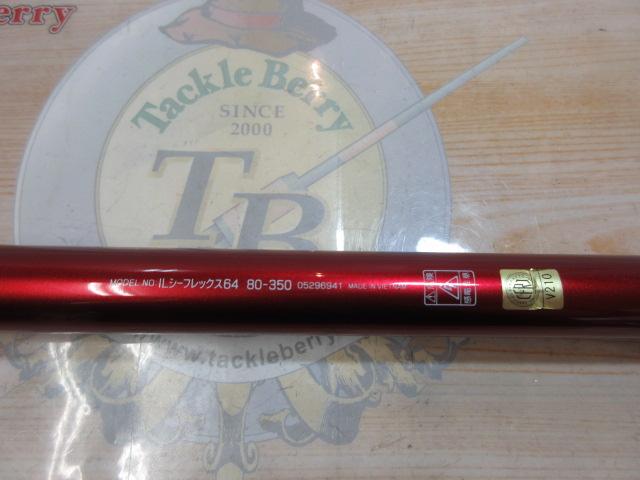 erry
Tackle Berry
SINCE
2000
TB
MODEL NO ILシーフレックス64 80-350 05296941 MADE IN VIETNAM
V210
www.tackleberry